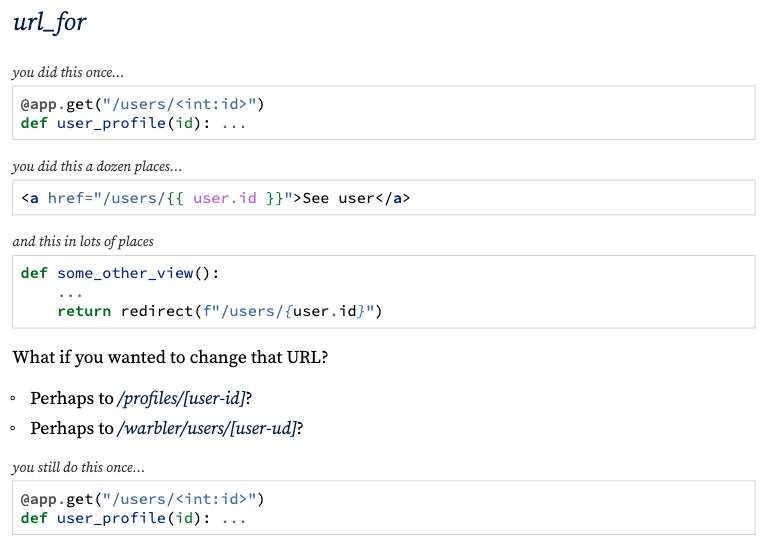 url_for
you did this once…
@app.get("/users/<int:id>")
def user_profile(id): ...
you did this a dozen places…
<a href="/users/{{ user.id }}">See user</a>
and this in lots of places
def some_other_view():
    ...
    return redirect(f"/users/{user.id}")
What if you wanted to change that URL?
◦ Perhaps to /profiles/[user-id]?
◦ Perhaps to /warbler/users/[user-ud]?
you still do this once…
@app.get("/users/<int:id>")
def user_profile(id): ...